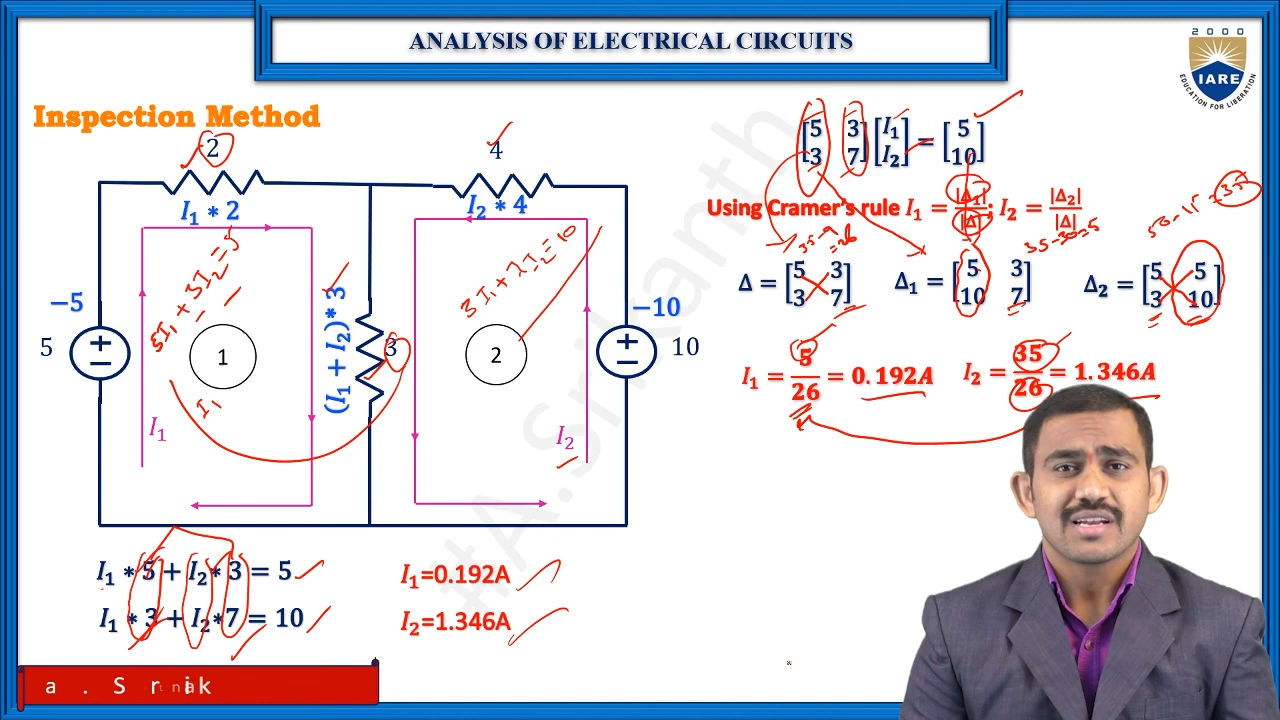 ANALYSIS OF ELECTRICAL CIRCUITS
2000
IARE
EDUCATION FOR LIBERATION
Inspection Method
2
4
I₁ * 2
I₂ * 4
−5
5
+
−
1
I₁
(I₁ + I₂) * 3
3
2
I₂
−10
10
+
−
5I₁ + 3I₂ = 5
I₁
3I₁ + 7I₂ = 10
I₁ * 5 + I₂ * 3 = 5
I₁ * 3 + I₂ * 7 = 10
I₁=0.192A
I₂=1.346A
[5 3] [I₁] = [5]
[3 7] [I₂] [10]
Using Cramer's rule I₁ = |Δ₁| / |Δ| ; I₂ = |Δ₂| / |Δ|
35-9
=26
35-30=5
50-15=35
Δ = [5 3] Δ₁ = [5 3] Δ₂ = [5 5]
[3 7] [10 7] [3 10]
I₁ = 5/26 = 0.192A I₂ = 35/26 = 1.346A
#A.Srikanth